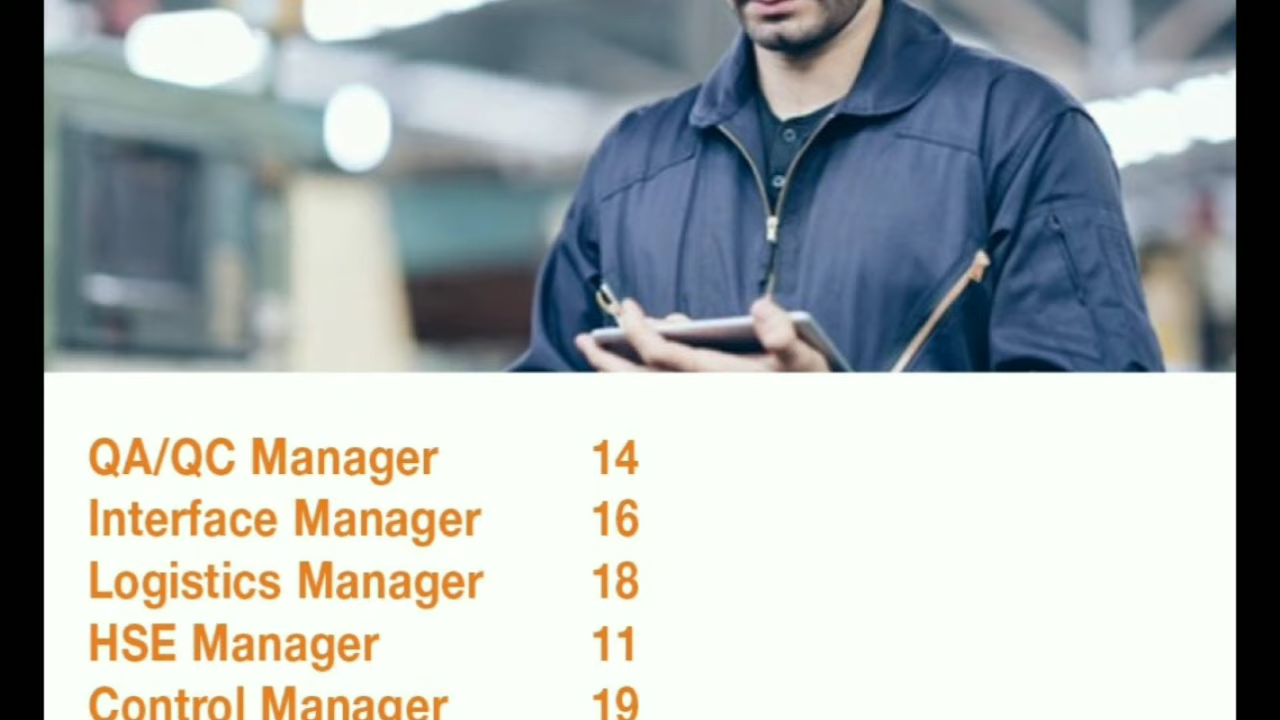 QA/QC Manager 14
Interface Manager 16
Logistics Manager 18
HSE Manager 11
Control Manager 19